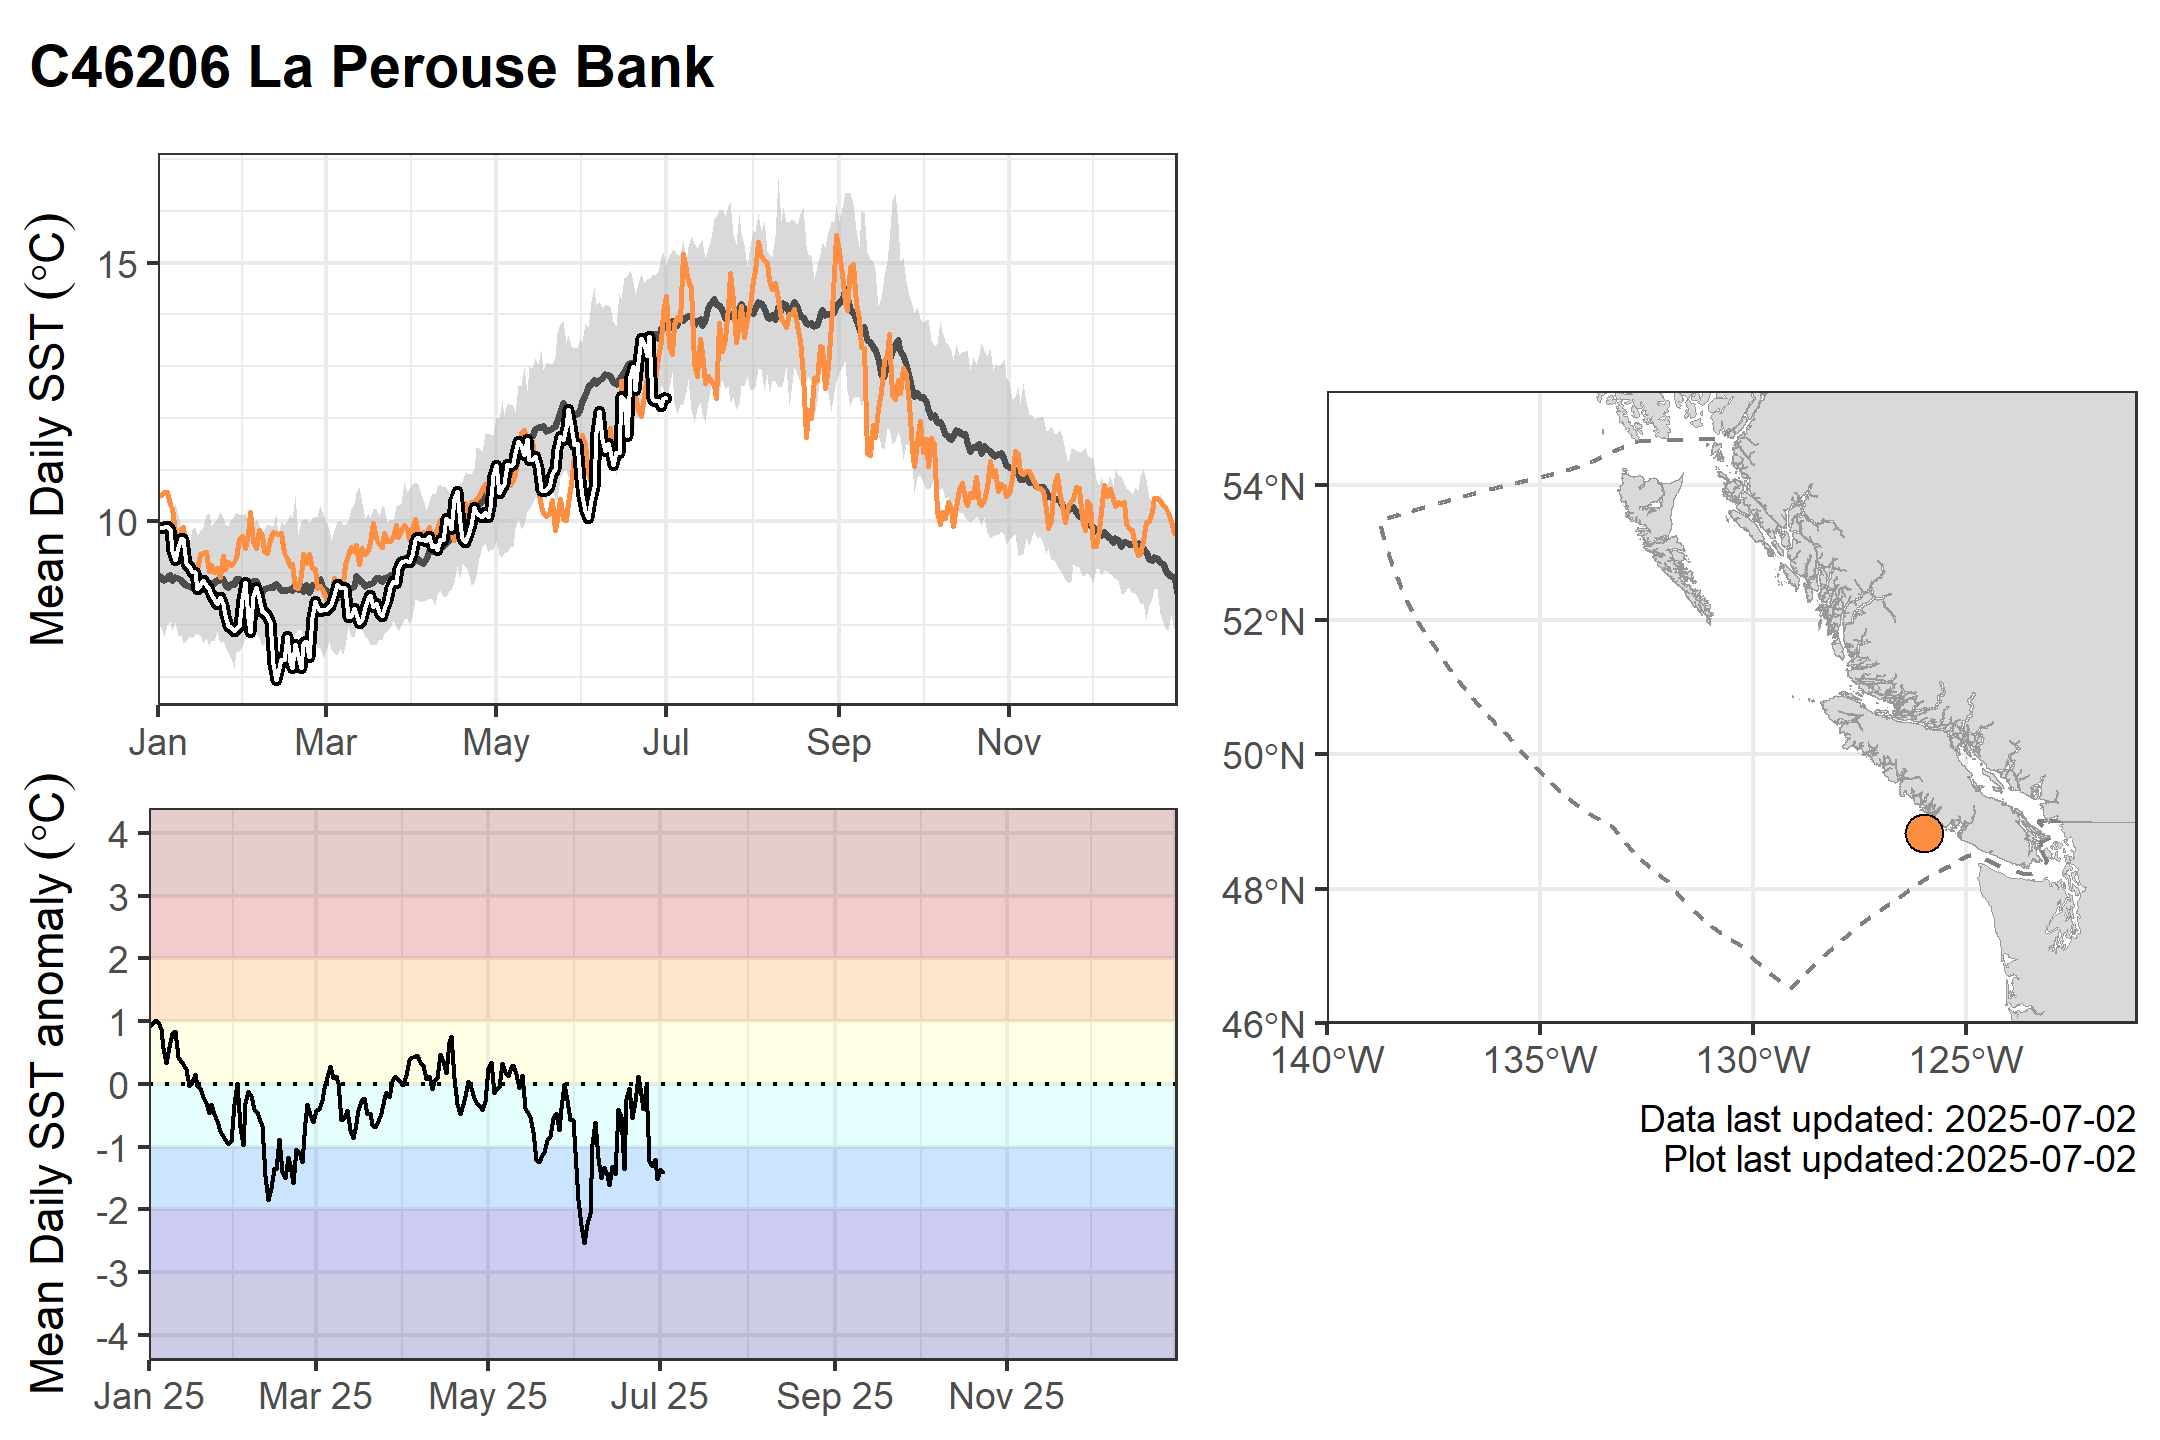 C46206 La Perouse Bank
Mean Daily SST (°C)
15
10
Jan Mar May Jul Sep Nov
Mean Daily SST anomaly (°C)
4
3
2
1
0
-1
-2
-3
-4
Jan 25 Mar 25 May 25 Jul 25 Sep 25 Nov 25
54°N
52°N
50°N
48°N
46°N
140°W 135°W 130°W 125°W
Data last updated: 2025-07-02
Plot last updated:2025-07-02